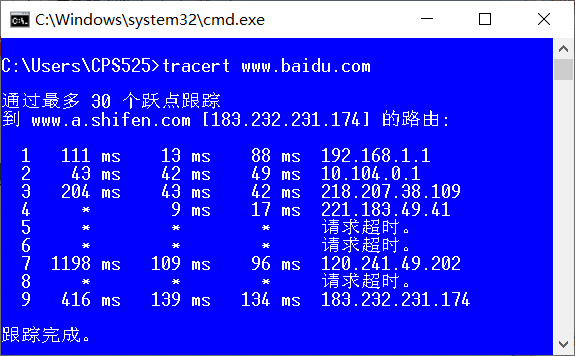 C:\Windows\system32\cmd.exe
C:\Users\CPS525>tracert www.baidu.com
通过最多 30 个跃点跟踪
到 www.a.shifen.com [183.232.231.174] 的路由:
1 111 ms 13 ms 88 ms 192.168.1.1
2 43 ms 42 ms 49 ms 10.104.0.1
3 204 ms 43 ms 42 ms 218.207.38.109
4 * 9 ms 17 ms 221.183.49.41
5 * * * 请求超时。
6 * * * 请求超时。
7 1198 ms 109 ms 96 ms 120.241.49.202
8 * * * 请求超时。
9 416 ms 139 ms 134 ms 183.232.231.174
跟踪完成。